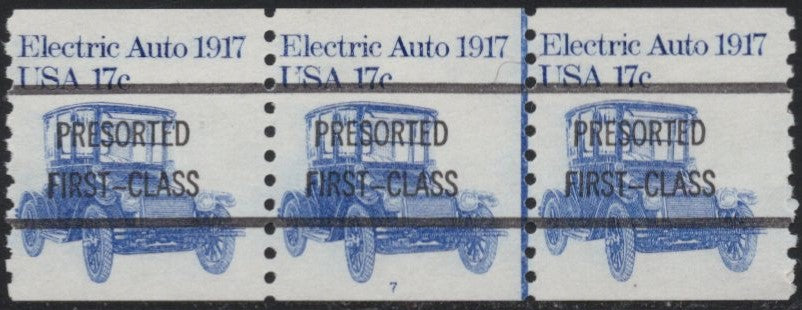 Electric Auto 1917 Electric Auto 1917 Electric Auto 1917
USA 17c USA 17c USA 17c
PRESORTED PRESORTED PRESORTED
FIRST-CLASS FIRST-CLASS FIRST-CLASS
7